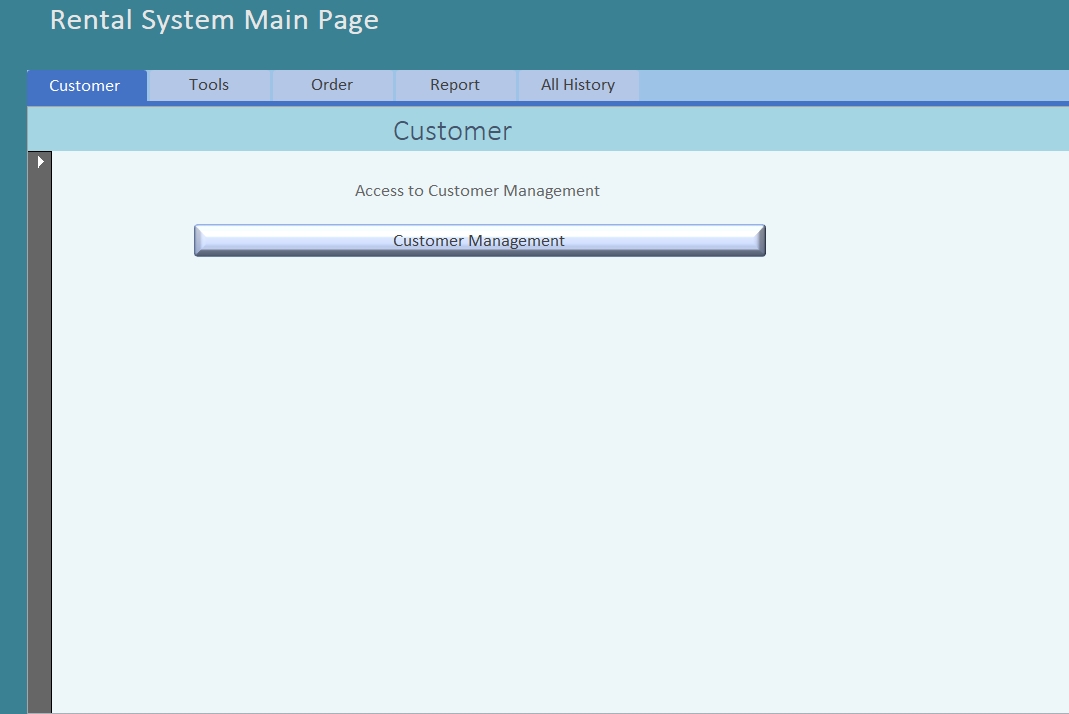 Rental System Main Page
Customer Tools Order Report All History
Customer
Access to Customer Management
Customer Management